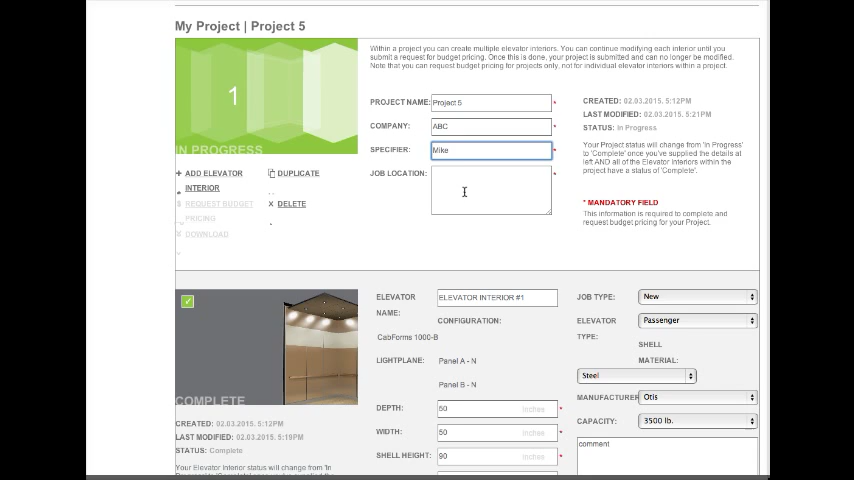 My Project | Project 5
1
IN PROGRESS
Within a project you can create multiple elevator interiors. You can continue modifying each interior until you
submit a request for budget pricing. Once this is done, your project is submitted and can no longer be modified.
Note that you can request budget pricing for projects only, not for individual elevator interiors within a project.
PROJECT NAME: Project 5 *
COMPANY: ABC *
SPECIFIER: Mike *
JOB LOCATION: *
CREATED: 02.03.2015. 5:12PM
LAST MODIFIED: 02.03.2015. 5:21PM
STATUS: In Progress
Your Project status will change from 'In Progress'
to 'Complete' once you've supplied the details at
left AND all of the Elevator Interiors within the
project have a status of 'Complete'.
* MANDATORY FIELD
This information is required to complete and
request budget pricing for your Project.
+ ADD ELEVATOR
INTERIOR
REQUEST BUDGET
PRICING
DOWNLOAD
DUPLICATE
X DELETE
COMPLETE
CREATED: 02.03.2015. 5:12PM
LAST MODIFIED: 02.03.2015. 5:19PM
STATUS: Complete
Your Elevator Interior status will change from 'In
ELEVATOR
NAME:
ELEVATOR INTERIOR #1
CONFIGURATION:
CabForms 1000-B
LIGHTPLANE: Panel A - N
Panel B - N
DEPTH: 50 Inches *
WIDTH: 50 Inches *
SHELL HEIGHT: 90 Inches *
JOB TYPE: New
ELEVATOR
TYPE:
Passenger
SHELL
MATERIAL:
Steel
MANUFACTURER Otis
CAPACITY: 3500 lb.
comment